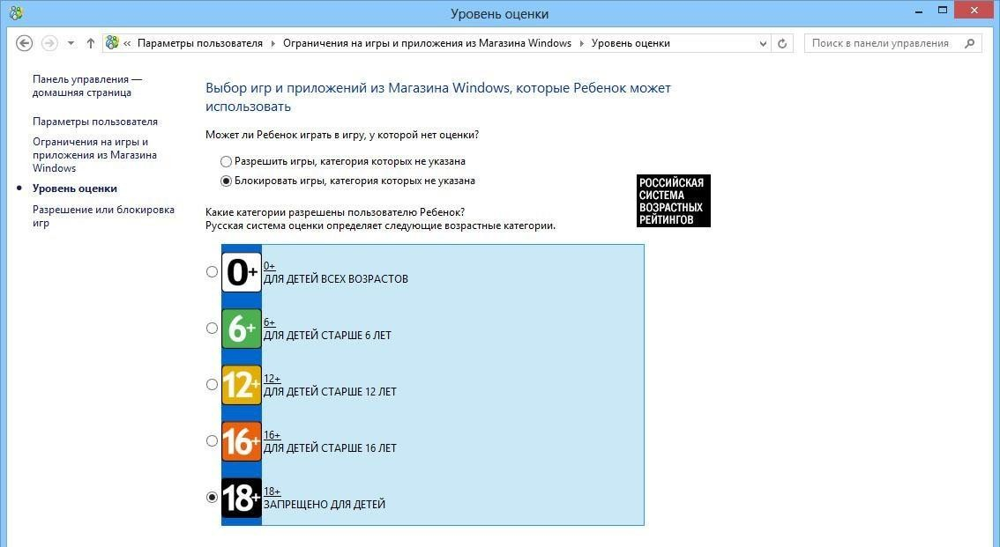 Уровень оценки
« Параметры пользователя Ограничения на игры и приложения из Магазина Windows Уровень оценки
Поиск в панели управления
Панель управления —
домашняя страница
Параметры пользователя
Ограничения на игры и
приложения из Магазина
Windows
Уровень оценки
Разрешение или блокировка
игр
Выбор игр и приложений из Магазина Windows, которые Ребенок может
использовать
Может ли Ребенок играть в игру, у которой нет оценки?
Разрешить игры, категория которых не указана
Блокировать игры, категория которых не указана
РОССИЙСКАЯ
СИСТЕМА
ВОЗРАСТНЫХ
РЕЙТИНГОВ
Какие категории разрешены пользователю Ребенок?
Русская система оценки определяет следующие возрастные категории.
0+
0+
ДЛЯ ДЕТЕЙ ВСЕХ ВОЗРАСТОВ
6+
6+
ДЛЯ ДЕТЕЙ СТАРШЕ 6 ЛЕТ
12+
12+
ДЛЯ ДЕТЕЙ СТАРШЕ 12 ЛЕТ
16+
16+
ДЛЯ ДЕТЕЙ СТАРШЕ 16 ЛЕТ
18+
18+
ЗАПРЕЩЕНО ДЛЯ ДЕТЕЙ